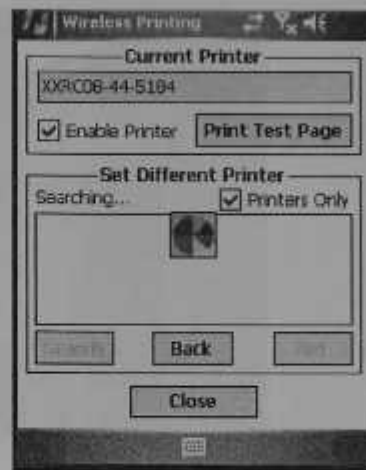 Wireless Printing
Current Printer
XXRC08-44-5184
Enable Printer
Print Test Page
Set Different Printer
Searching...
Printers Only
Search
Back
Close